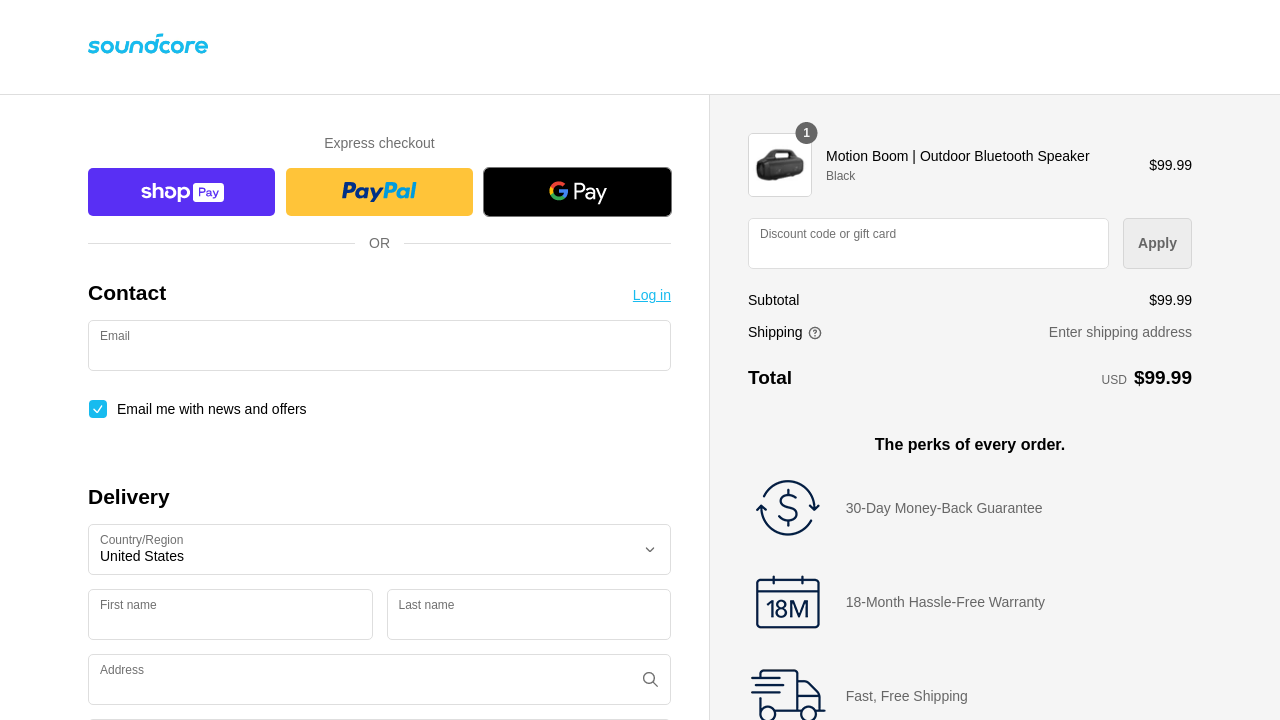 soundcore
Express checkout
shop Pay
PayPal
G Pay
OR
Contact
Log in
Email
Email me with news and offers
Delivery
Country/Region
United States
First name
Last name
Address
1
Motion Boom | Outdoor Bluetooth Speaker
Black
$99.99
Discount code or gift card
Apply
Subtotal
$99.99
Shipping
Enter shipping address
Total
USD $99.99
The perks of every order.
30-Day Money-Back Guarantee
18M
18-Month Hassle-Free Warranty
Fast, Free Shipping